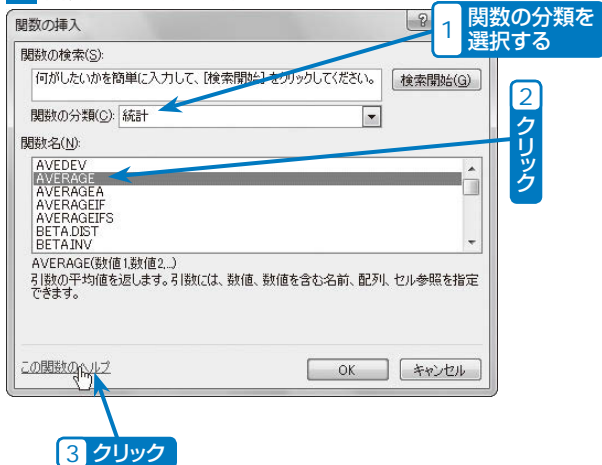 関数の挿入
?
1 関数の分類を
選択する
関数の検索(S):
何がしたいかを簡単に入力して、[検索開始] をクリックしてください。
検索開始(G)
関数の分類(C): 統計
2 クリック
関数名(N):
AVEDEV
AVERAGE
AVERAGEA
AVERAGEIF
AVERAGEIFS
BETA.DIST
BETA.INV
AVERAGE(数値1,数値2,...)
引数の平均値を返します。引数には、数値、数値を含む名前、配列、セル参照を指定
できます。
この関数のヘルプ
OK
キャンセル
3 クリック